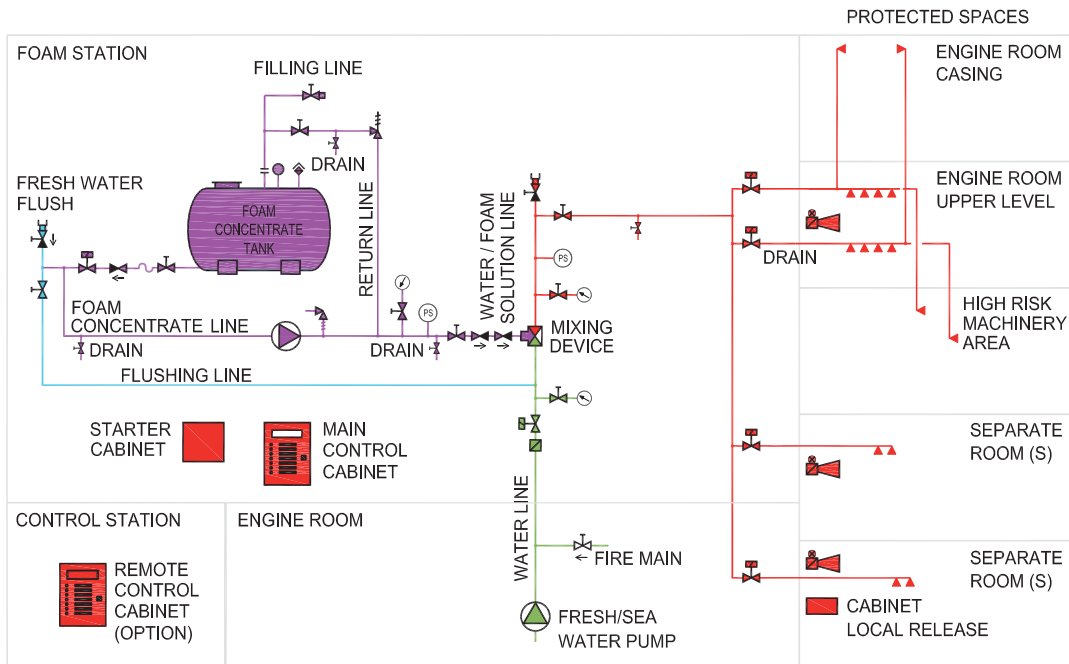 PROTECTED SPACES
FOAM STATION
ENGINE ROOM
CASING
FILLING LINE
DRAIN
FRESH WATER
FLUSH
FOAM
CONCENTRATE
TANK
RETURN LINE
WATER / FOAM
SOLUTION LINE
ENGINE ROOM
UPPER LEVEL
DRAIN
PS
PS
FOAM
CONCENTRATE LINE
DRAIN
DRAIN
MIXING
DEVICE
HIGH RISK
MACHINERY
AREA
FLUSHING LINE
STARTER
CABINET
MAIN
CONTROL
CABINET
SEPARATE
ROOM (S)
CONTROL STATION
ENGINE ROOM
WATER LINE
FIRE MAIN
REMOTE
CONTROL
CABINET
(OPTION)
FRESH/SEA
WATER PUMP
SEPARATE
ROOM (S)
CABINET
LOCAL RELEASE